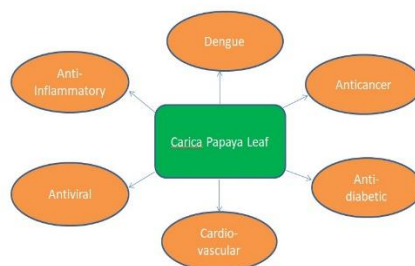 Dengue
Anti-
Inflammatory
Anticancer
Carica Papaya Leaf
Antiviral
Anti-
diabetic
Cardio-
vascular